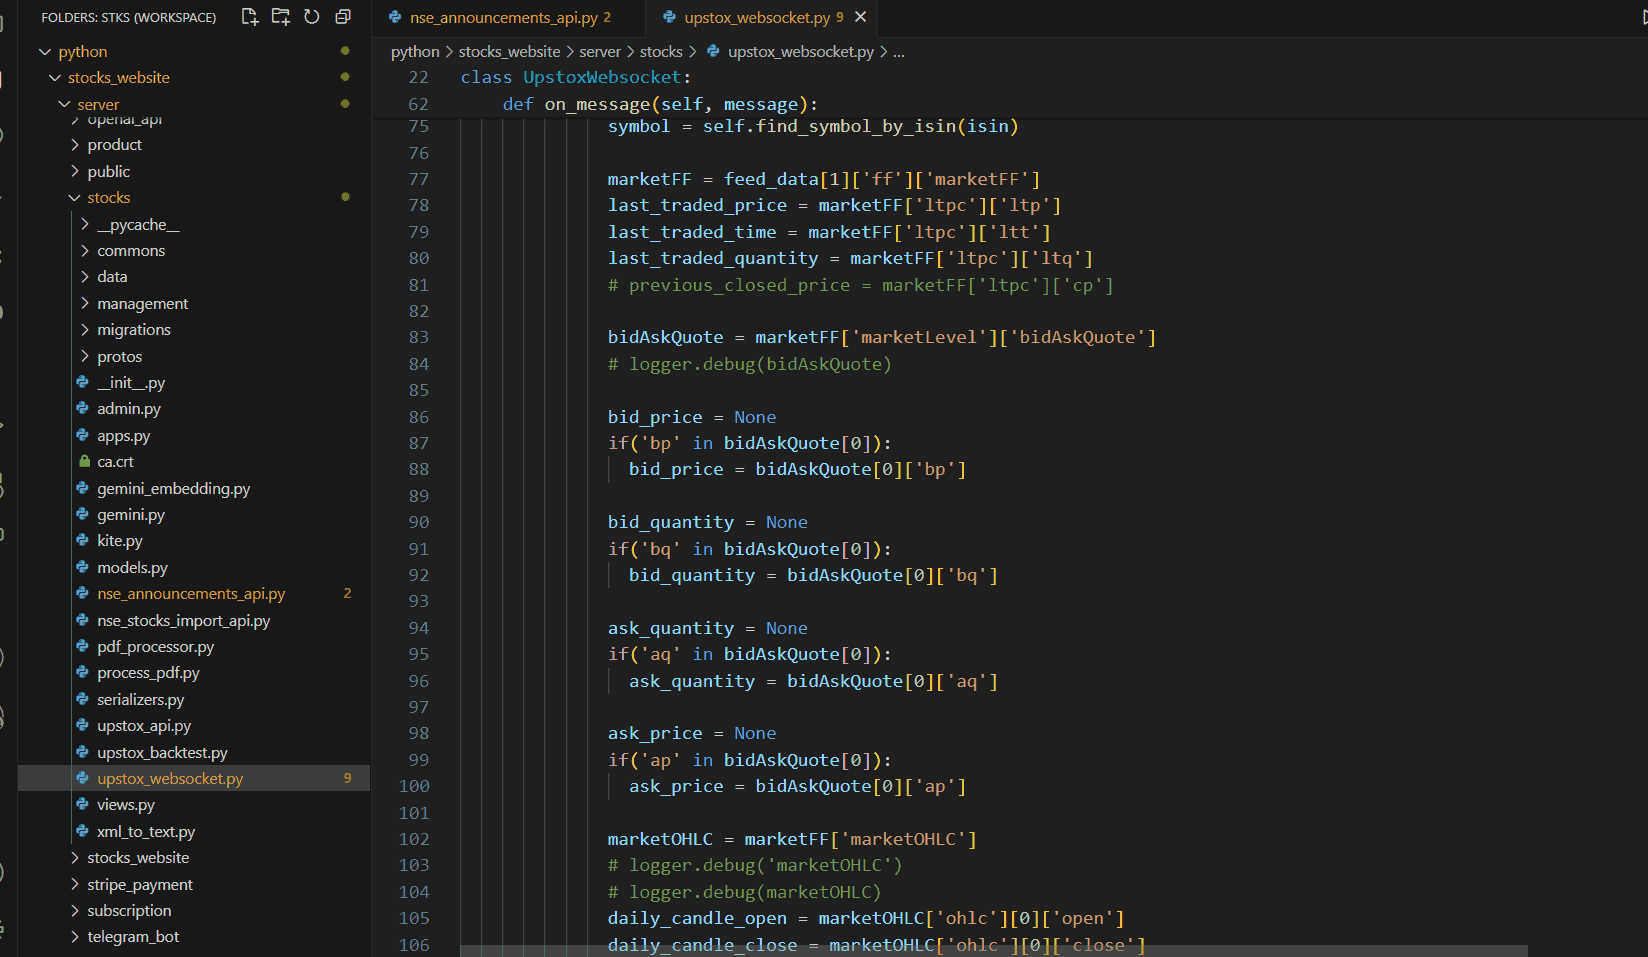 FOLDERS: STKS (WORKSPACE)
python
stocks_website
server
openai_api
product
public
stocks
__pycache__
commons
data
management
migrations
protos
__init__.py
admin.py
apps.py
ca.crt
gemini_embedding.py
gemini.py
kite.py
models.py
nse_announcements_api.py 2
nse_stocks_import_api.py
pdf_processor.py
process_pdf.py
serializers.py
upstox_api.py
upstox_backtest.py
upstox_websocket.py 9
views.py
xml_to_text.py
stocks_website
stripe_payment
subscription
telegram_bot
nse_announcements_api.py 2 upstox_websocket.py 9
python > stocks_website > server > stocks > upstox_websocket.py > ...
22 class UpstoxWebsocket:
62 def on_message(self, message):
75 symbol = self.find_symbol_by_isin(isin)
76
77 marketFF = feed_data[1]['ff']['marketFF']
78 last_traded_price = marketFF['ltpc']['ltp']
79 last_traded_time = marketFF['ltpc']['ltt']
80 last_traded_quantity = marketFF['ltpc']['ltq']
81 # previous_closed_price = marketFF['ltpc']['cp']
82
83 bidAskQuote = marketFF['marketLevel']['bidAskQuote']
84 # logger.debug(bidAskQuote)
85
86 bid_price = None
87 if('bp' in bidAskQuote[0]):
88 bid_price = bidAskQuote[0]['bp']
89
90 bid_quantity = None
91 if('bq' in bidAskQuote[0]):
92 bid_quantity = bidAskQuote[0]['bq']
93
94 ask_quantity = None
95 if('aq' in bidAskQuote[0]):
96 ask_quantity = bidAskQuote[0]['aq']
97
98 ask_price = None
99 if('ap' in bidAskQuote[0]):
100 ask_price = bidAskQuote[0]['ap']
101
102 marketOHLC = marketFF['marketOHLC']
103 # logger.debug('marketOHLC')
104 # logger.debug(marketOHLC)
105 daily_candle_open = marketOHLC['ohlc'][0]['open']
106 daily_candle_close = marketOHLC['ohlc'][0]['close']